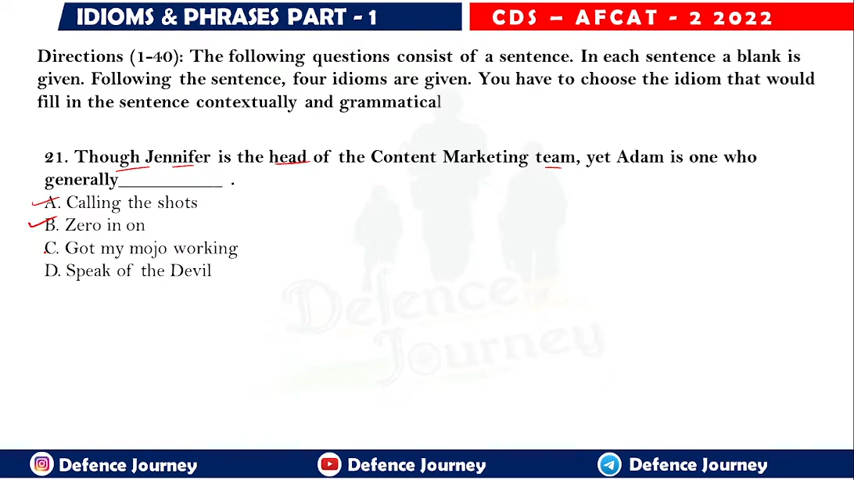 IDIOMS & PHRASES PART - 1
CDS – AFCAT - 2 2022
Directions (1-40): The following questions consist of a sentence. In each sentence a blank is
given. Following the sentence, four idioms are given. You have to choose the idiom that would
fill in the sentence contextually and grammatical
21. Though Jennifer is the head of the Content Marketing team, yet Adam is one who
generally___________ .
A. Calling the shots
B. Zero in on
C. Got my mojo working
D. Speak of the Devil
Defence
Journey
Defence Journey
Defence Journey
Defence Journey